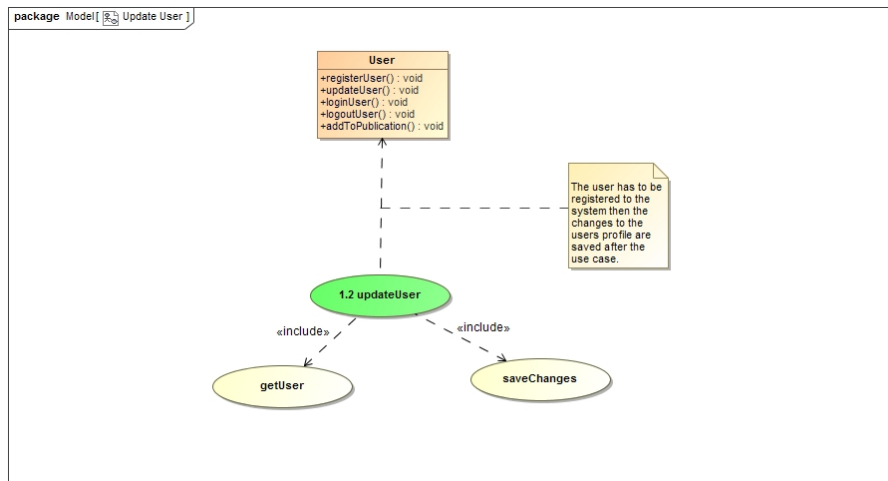 package Model[ Update User ]
User
+registerUser() : void
+updateUser() : void
+loginUser() : void
+logoutUser() : void
+addToPublication() : void
The user has to be
registered to the
system then the
changes to the
users profile are
saved after the
use case.
1.2 updateUser
«include»
«include»
getUser
saveChanges